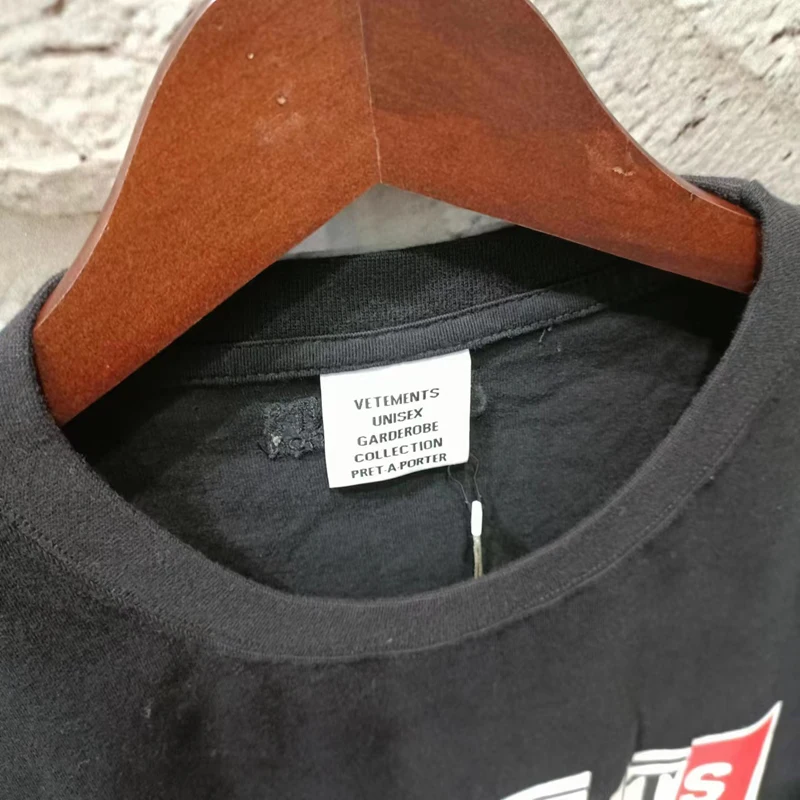 VETEMENTS
UNISEX
GARDEROBE
COLLECTION
PRET-A-PORTER
S